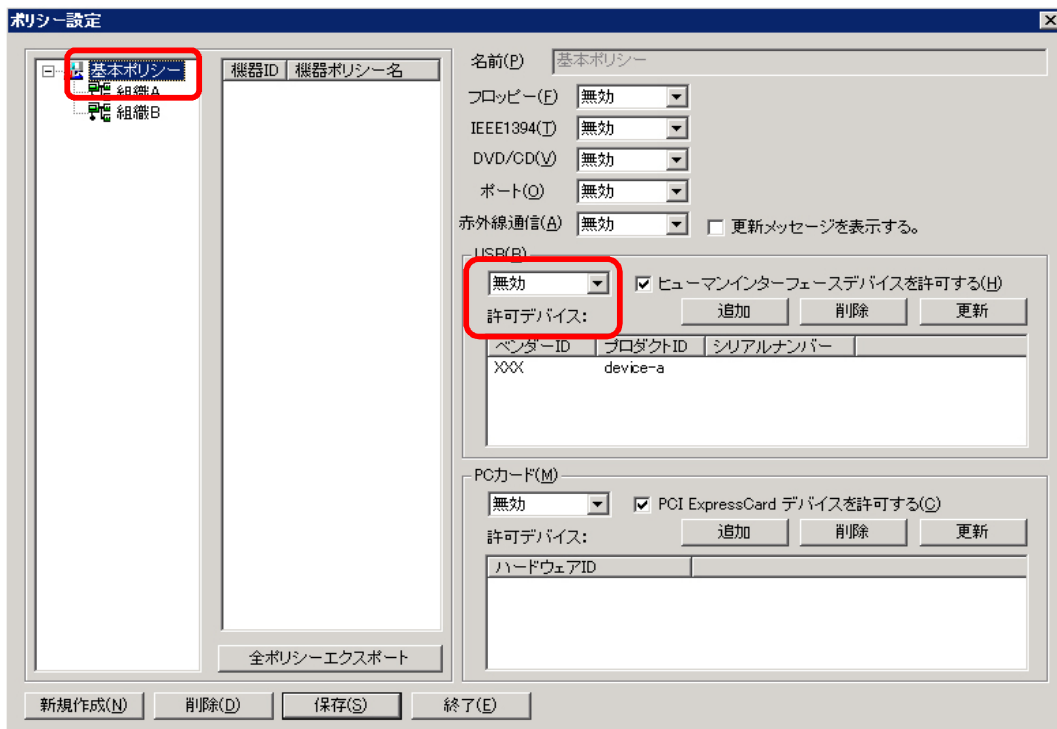 ポリシー設定
基本ポリシー
組織A
組織B
機器ID 機器ポリシー名
全ポリシーエクスポート
名前(P) 基本ポリシー
フロッピー(F) 無効
IEEE1394(T) 無効
DVD/CD(V) 無効
ポート(O) 無効
赤外線通信(A) 無効 更新メッセージを表示する。
USB(B)
無効 ヒューマンインターフェースデバイスを許可する(H)
許可デバイス: 追加 削除 更新
ベンダーID プロダクトID シリアルナンバー
XXX device-a
PCカード(M)
無効 PCI ExpressCard デバイスを許可する(C)
許可デバイス: 追加 削除 更新
ハードウェアID
新規作成(N) 削除(D) 保存(S) 終了(E)